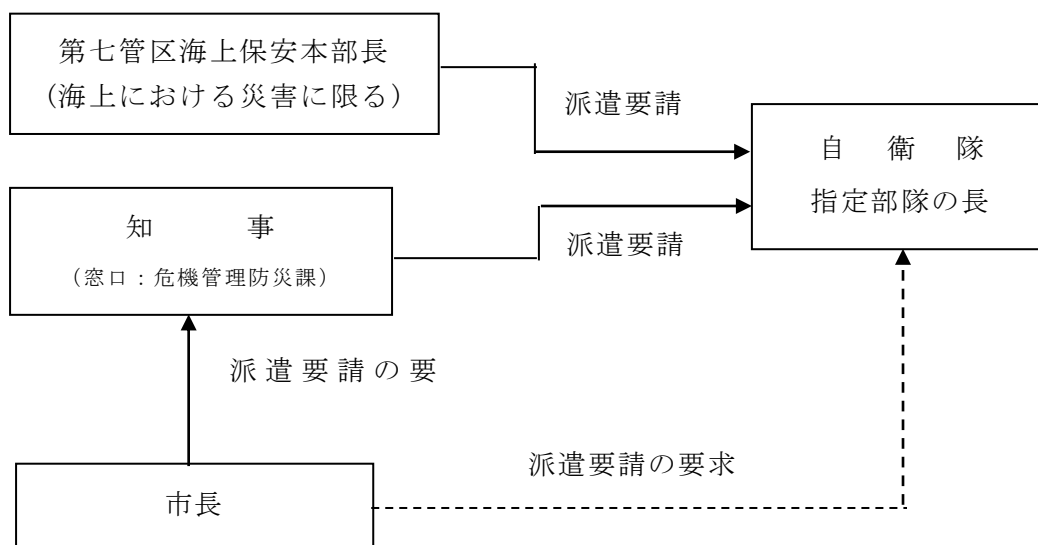 第七管区海上保安本部長
（海上における災害に限る）
派遣要請
自　衛　隊
指定部隊の長
知　　　事
（窓口：危機管理防災課）
派遣要請
派遣要請の要
派遣要請の要求
市長